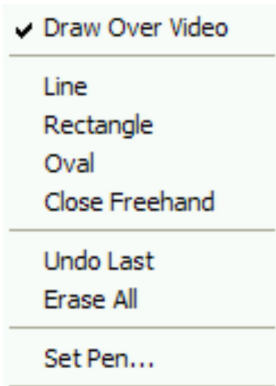 Draw Over Video
Line
Rectangle
Oval
Close Freehand
Undo Last
Erase All
Set Pen...